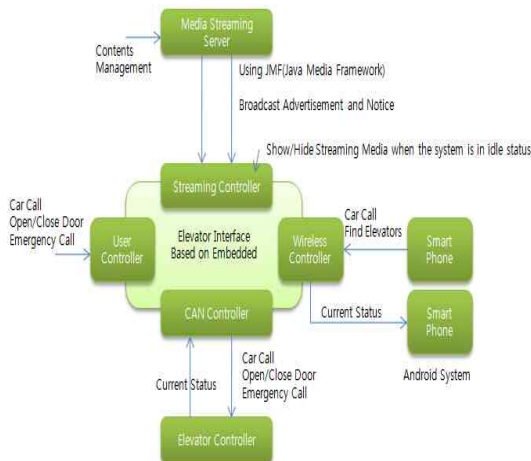 Media Streaming
Server
Contents
Management
Using JMF(Java Media Framework)
Broadcast Advertisement and Notice
Show/Hide Streaming Media when the system is in idle status
Streaming Controller
Car Call
Open/Close Door
Emergency Call
User
Controller
Elevator Interface
Based on Embedded
Wireless
Controller
Car Call
Find Elevators
Smart
Phone
CAN Controller
Current Status
Smart
Phone
Android System
Current Status
Car Call
Open/Close Door
Emergency Call
Elevator Controller